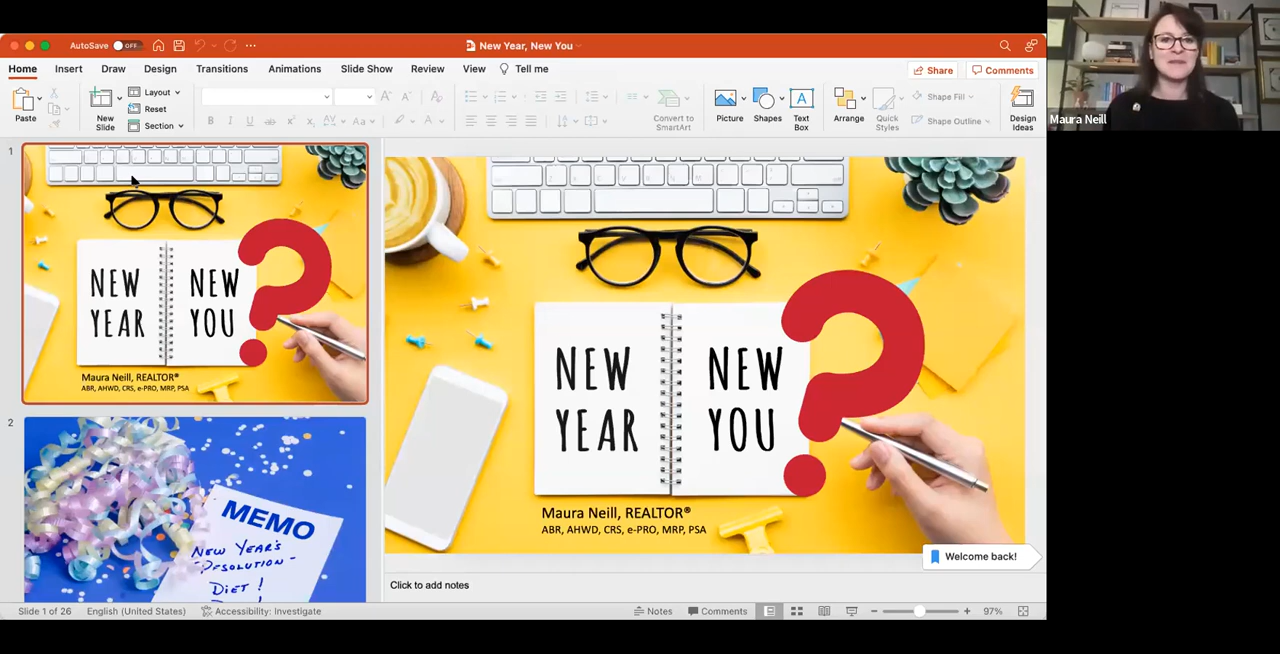 AutoSave OFF
New Year, New You
Home Insert Draw Design Transitions Animations Slide Show Review View Tell me
Share Comments
Paste
New Slide
Layout
Reset
Section
Convert to SmartArt
Picture
Shapes
Text Box
Arrange
Quick Styles
Shape Fill
Shape Outline
Design Ideas
Maura Neill
1
NEW NEW
YEAR YOU
?
Maura Neill, REALTOR®
ABR, AHWD, CRS, e-PRO, MRP, PSA
2
MEMO
NEW YEAR'S
RESOLUTION -
DIET !
NEW NEW
YEAR YOU
?
Maura Neill, REALTOR®
ABR, AHWD, CRS, e-PRO, MRP, PSA
Welcome back!
Click to add notes
Slide 1 of 26 English (United States) Accessibility: Investigate Notes Comments 97%